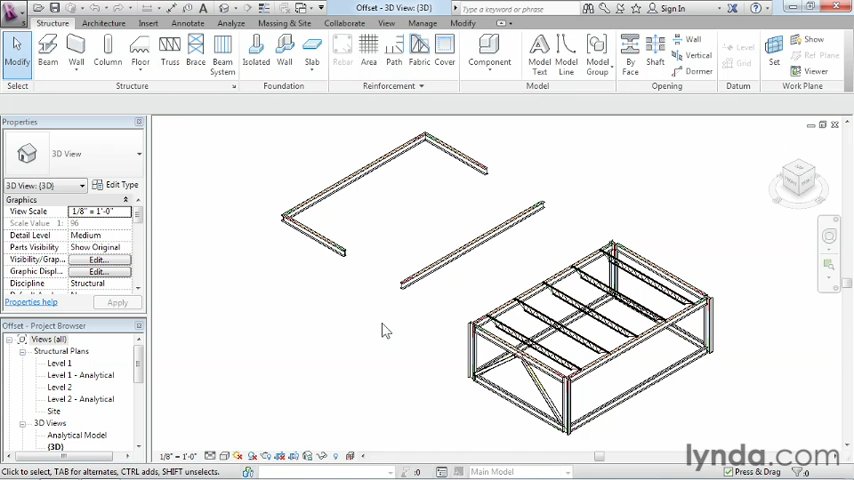 Offset - 3D View: {3D}
Type a keyword or phrase
Sign In
Structure Architecture Insert Annotate Analyze Massing & Site Collaborate View Manage Modify
Modify Beam Wall Column Floor Truss Brace Beam System Isolated Wall Slab Rebar Area Path Fabric Cover Component Model Text Model Line Model Group By Face Shaft Wall Vertical Dormer Level Grid Set Show Ref Plane Viewer
Select Structure Foundation Reinforcement Model Opening Datum Work Plane
Properties
3D View
3D View: {3D} Edit Type
Graphics
View Scale 1/8" = 1'-0"
Scale Value 1: 96
Detail Level Medium
Parts Visibility Show Original
Visibility/Grap... Edit...
Graphic Displ... Edit...
Discipline Structural
Properties help Apply
Offset - Project Browser
Views (all)
Structural Plans
Level 1
Level 1 - Analytical
Level 2
Level 2 - Analytical
Site
3D Views
Analytical Model
{3D}
1/8" = 1'-0"
Click to select, TAB for alternates, CTRL adds, SHIFT unselects. :0 Main Model Press & Drag :0
lynda.com